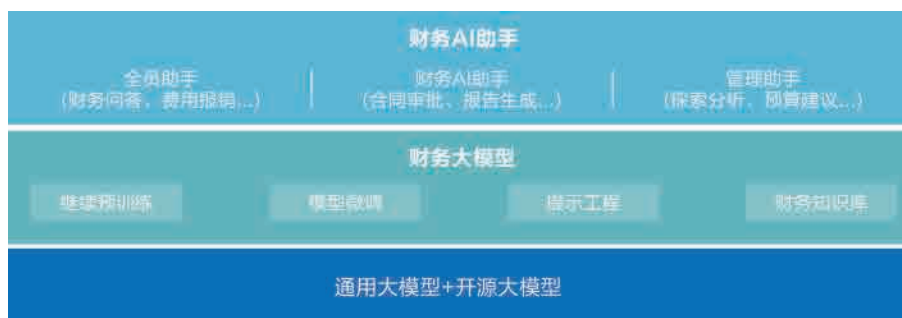 财务AI助手
全员助手 财务AI助手 管理助手
(财务问答、费用报销...) (合同审批、报告生成...) (探索分析、预算建议...)
财务大模型
继续预训练 模型微调 提示工程 财务知识库
通用大模型+开源大模型